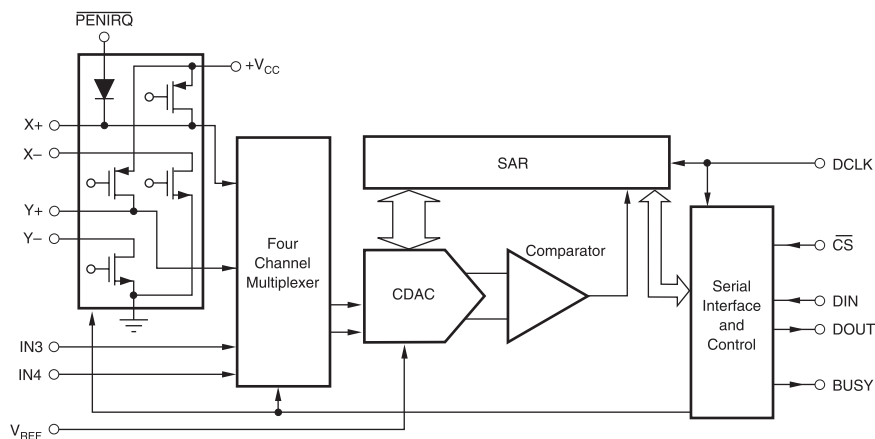 PENIRQ
+VCC
X+
X–
Y+
Y–
IN3
IN4
VREF
Four
Channel
Multiplexer
SAR
CDAC
Comparator
Serial
Interface
and
Control
DCLK
CS
DIN
DOUT
BUSY